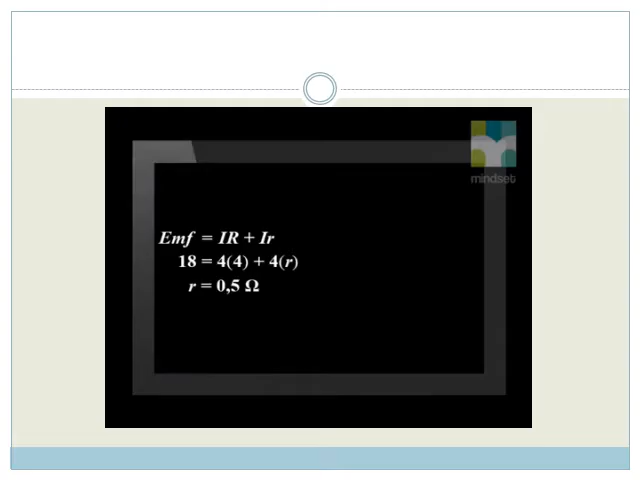 mindset
Emf = IR + Ir
18 = 4(4) + 4(r)
r = 0,5 Ω